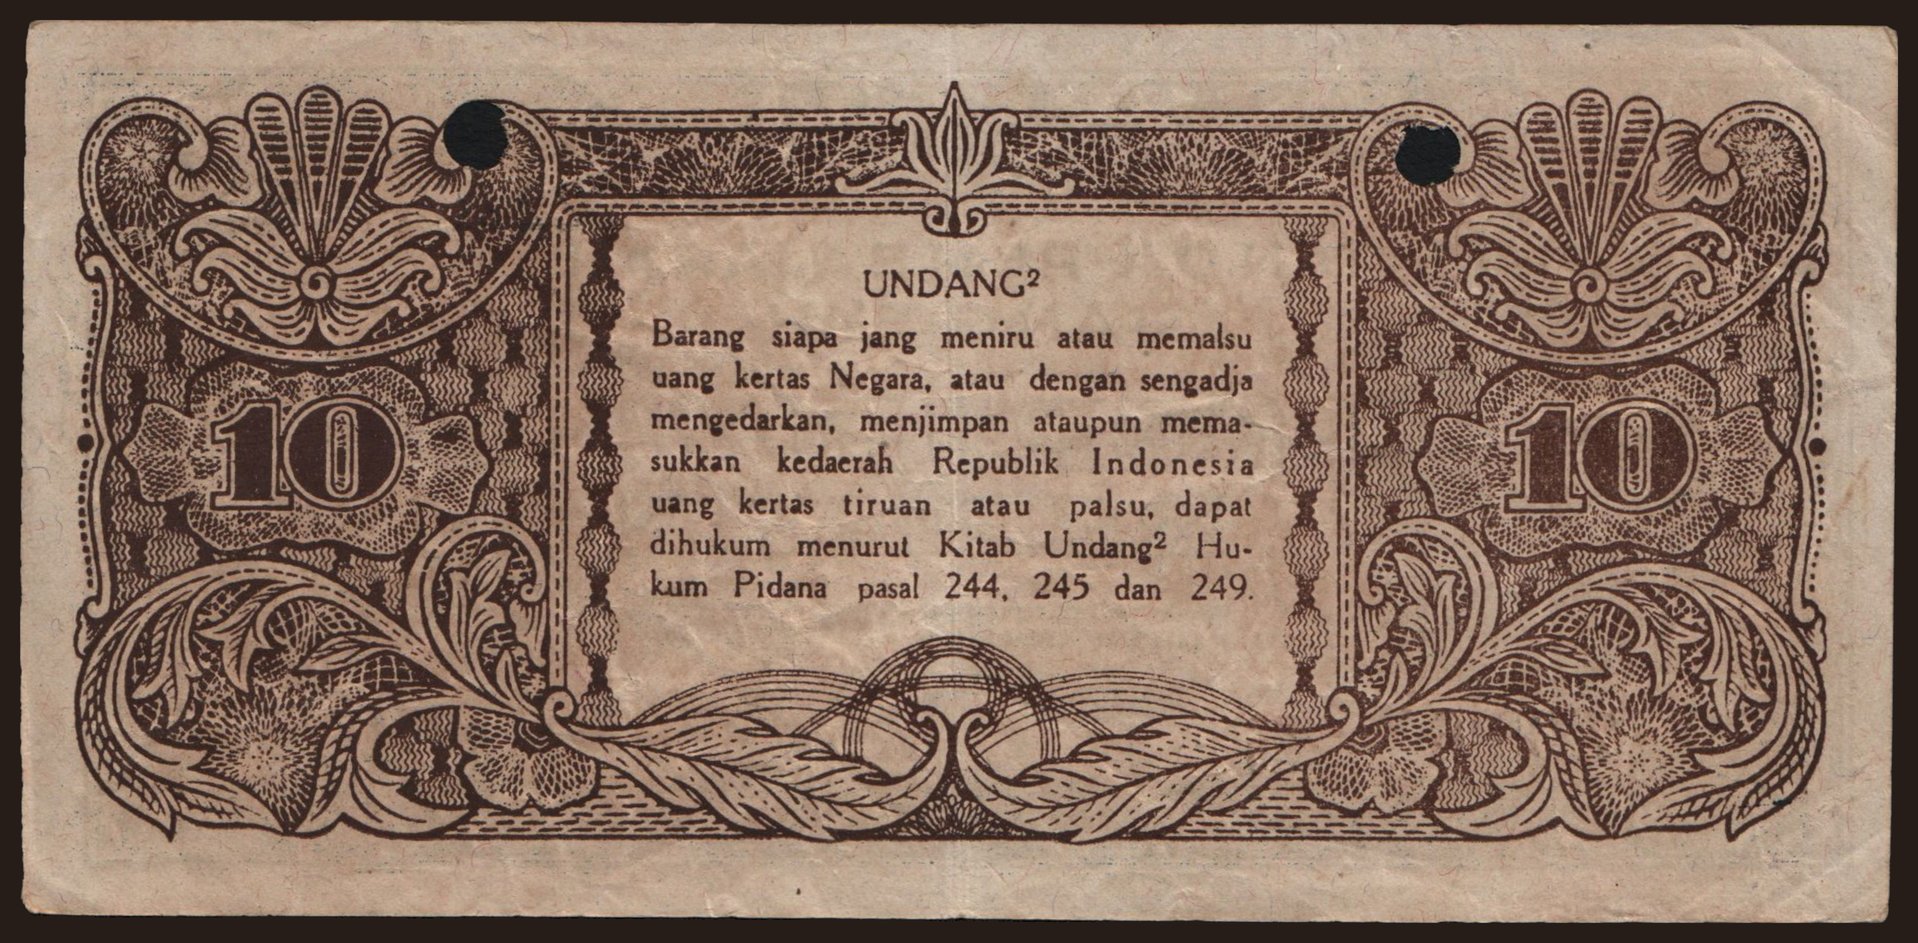 UNDANG²
Barang siapa jang meniru atau memalsu
uang kertas Negara, atau dengan sengadja
mengedarkan, menjimpan ataupun mema-
sukkan kedaerah Republik Indonesia
uang kertas tiruan atau palsu, dapat
dihukum menurut Kitab Undang² Hu-
kum Pidana pasal 244, 245 dan 249.
10
10